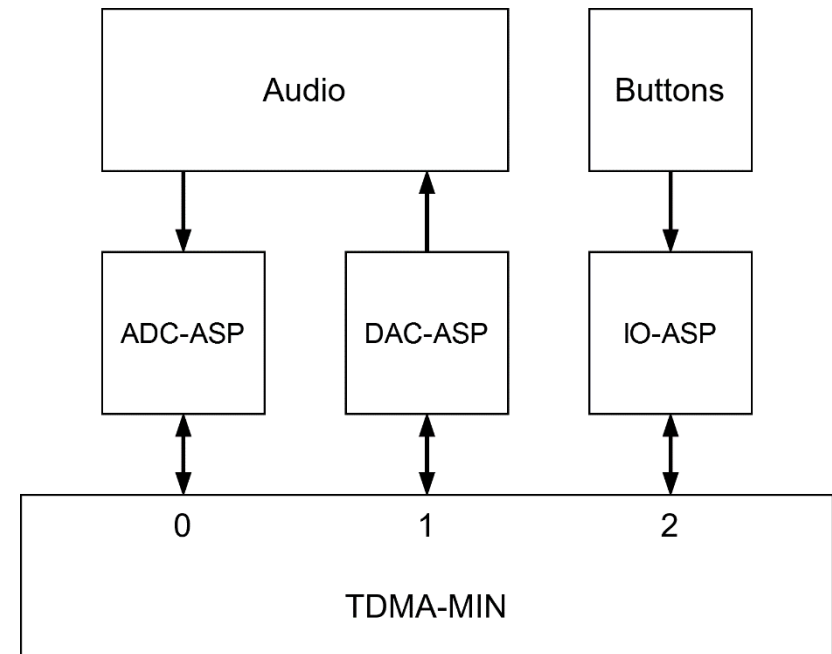 Audio
Buttons
ADC-ASP
DAC-ASP
IO-ASP
0
1
2
TDMA-MIN